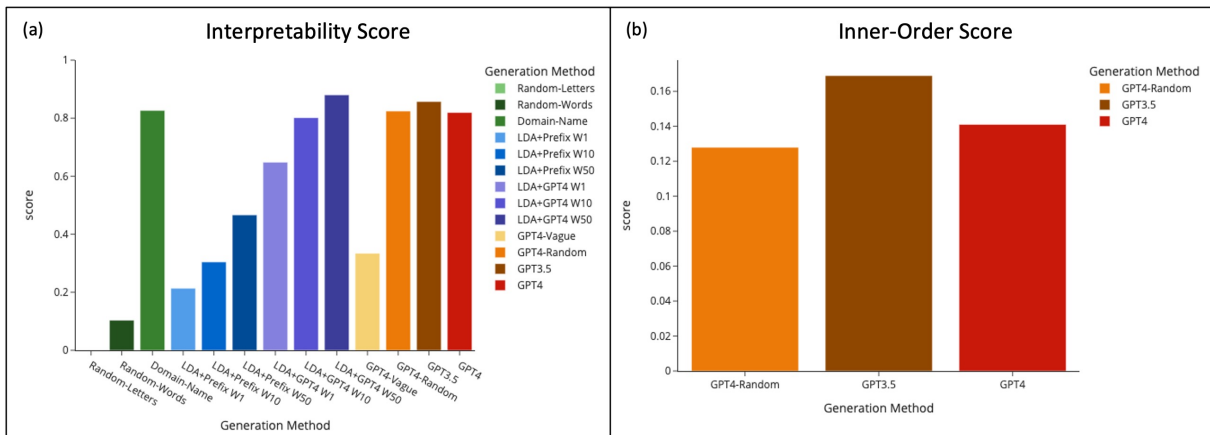 (a)
Interpretability Score
1
0.8
0.6
0.4
0.2
0
score
Random-Letters
Random-Words
Domain-Name
LDA+Prefix W1
LDA+Prefix W10
LDA+Prefix W50
LDA+GPT4 W1
LDA+GPT4 W10
LDA+GPT4 W50
GPT4-Vague
GPT4-Random
GPT3.5
GPT4
Generation Method
Generation Method
Random-Letters
Random-Words
Domain-Name
LDA+Prefix W1
LDA+Prefix W10
LDA+Prefix W50
LDA+GPT4 W1
LDA+GPT4 W10
LDA+GPT4 W50
GPT4-Vague
GPT4-Random
GPT3.5
GPT4
(b)
Inner-Order Score
0.16
0.14
0.12
0.1
0.08
0.06
0.04
0.02
0
score
GPT4-Random
GPT3.5
GPT4
Generation Method
Generation Method
GPT4-Random
GPT3.5
GPT4